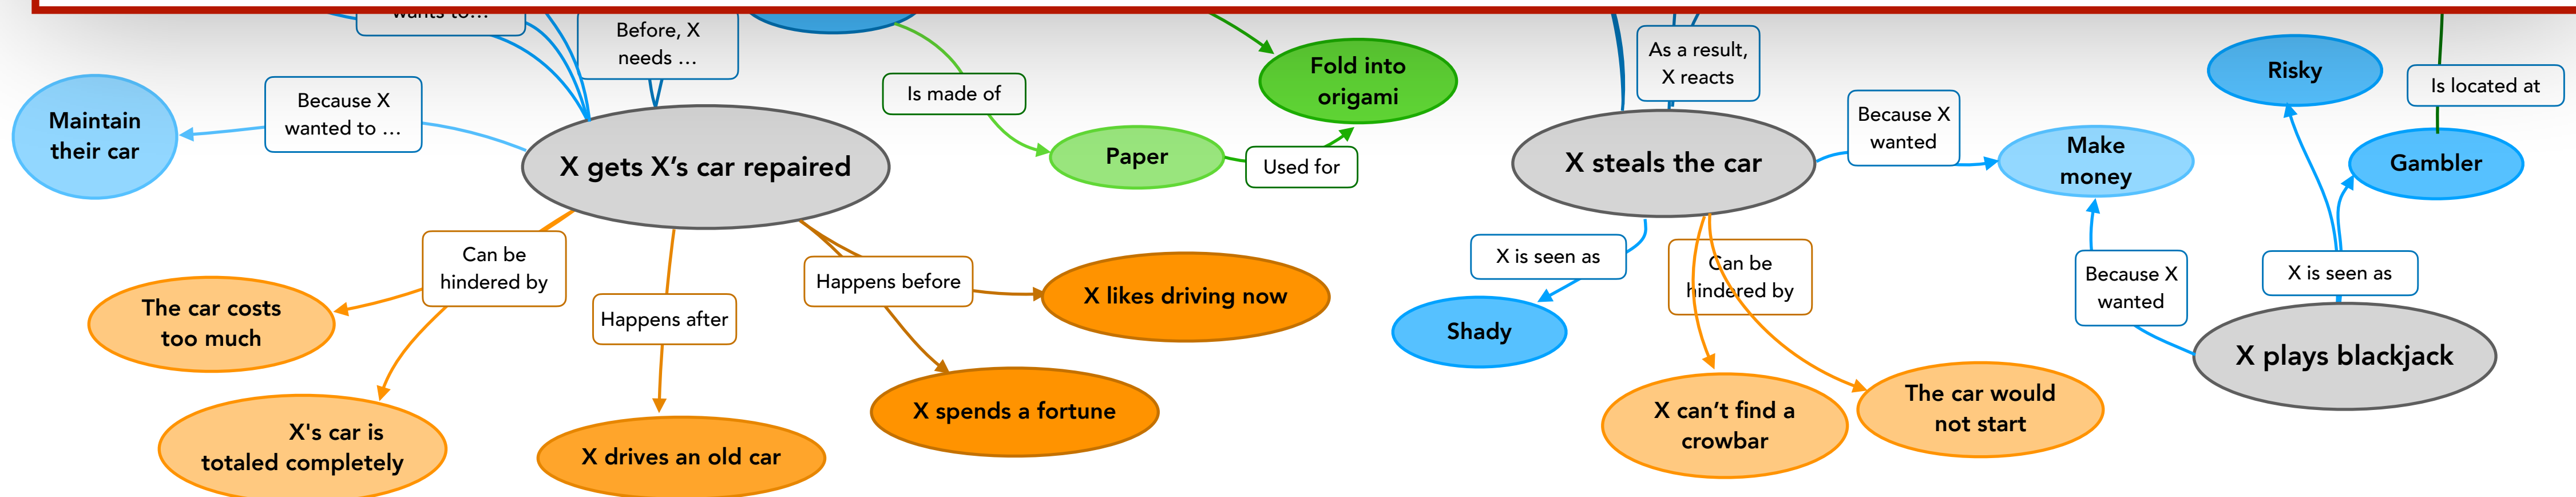 wants to…
Before, X
needs …
Is made of
Fold into
origami
As a result,
X reacts
Risky
Is located at
Maintain
their car
Because X
wanted to …
X gets X’s car repaired
Paper
Used for
X steals the car
Because X
wanted
Make
money
Gambler
Can be
hindered by
Happens before
X likes driving now
X is seen as
Can be
hindered by
Because X
wanted
X is seen as
The car costs
too much
Happens after
Shady
X plays blackjack
X's car is
totaled completely
X drives an old car
X spends a fortune
X can’t find a
crowbar
The car would
not start